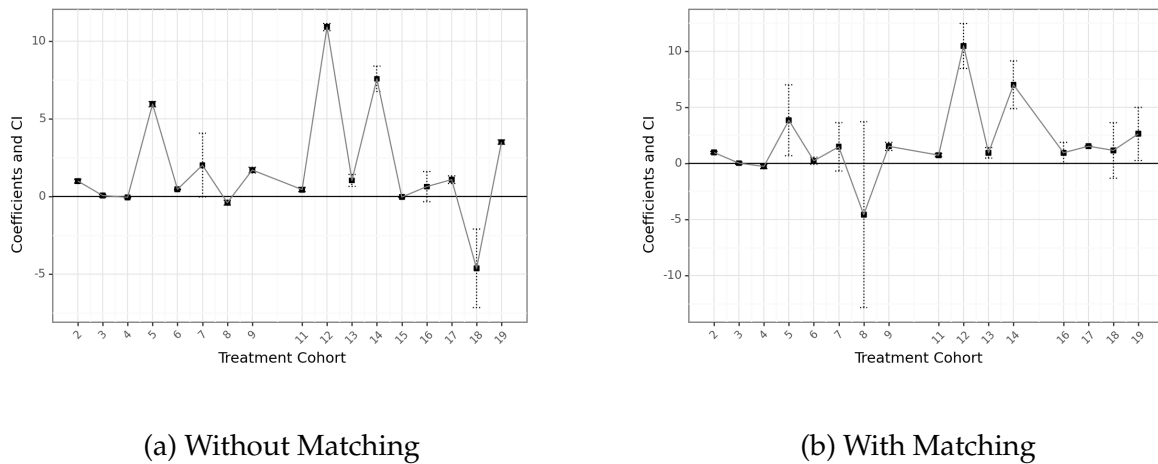 10
5
0
-5
Coefficients and CI
2 3 4 5 6 7 8 9 11 12 13 14 15 16 17 18 19
Treatment Cohort
(a) Without Matching
10
5
0
-5
-10
Coefficients and CI
2 3 4 5 6 7 8 9 11 12 13 14 16 17 18 19
Treatment Cohort
(b) With Matching